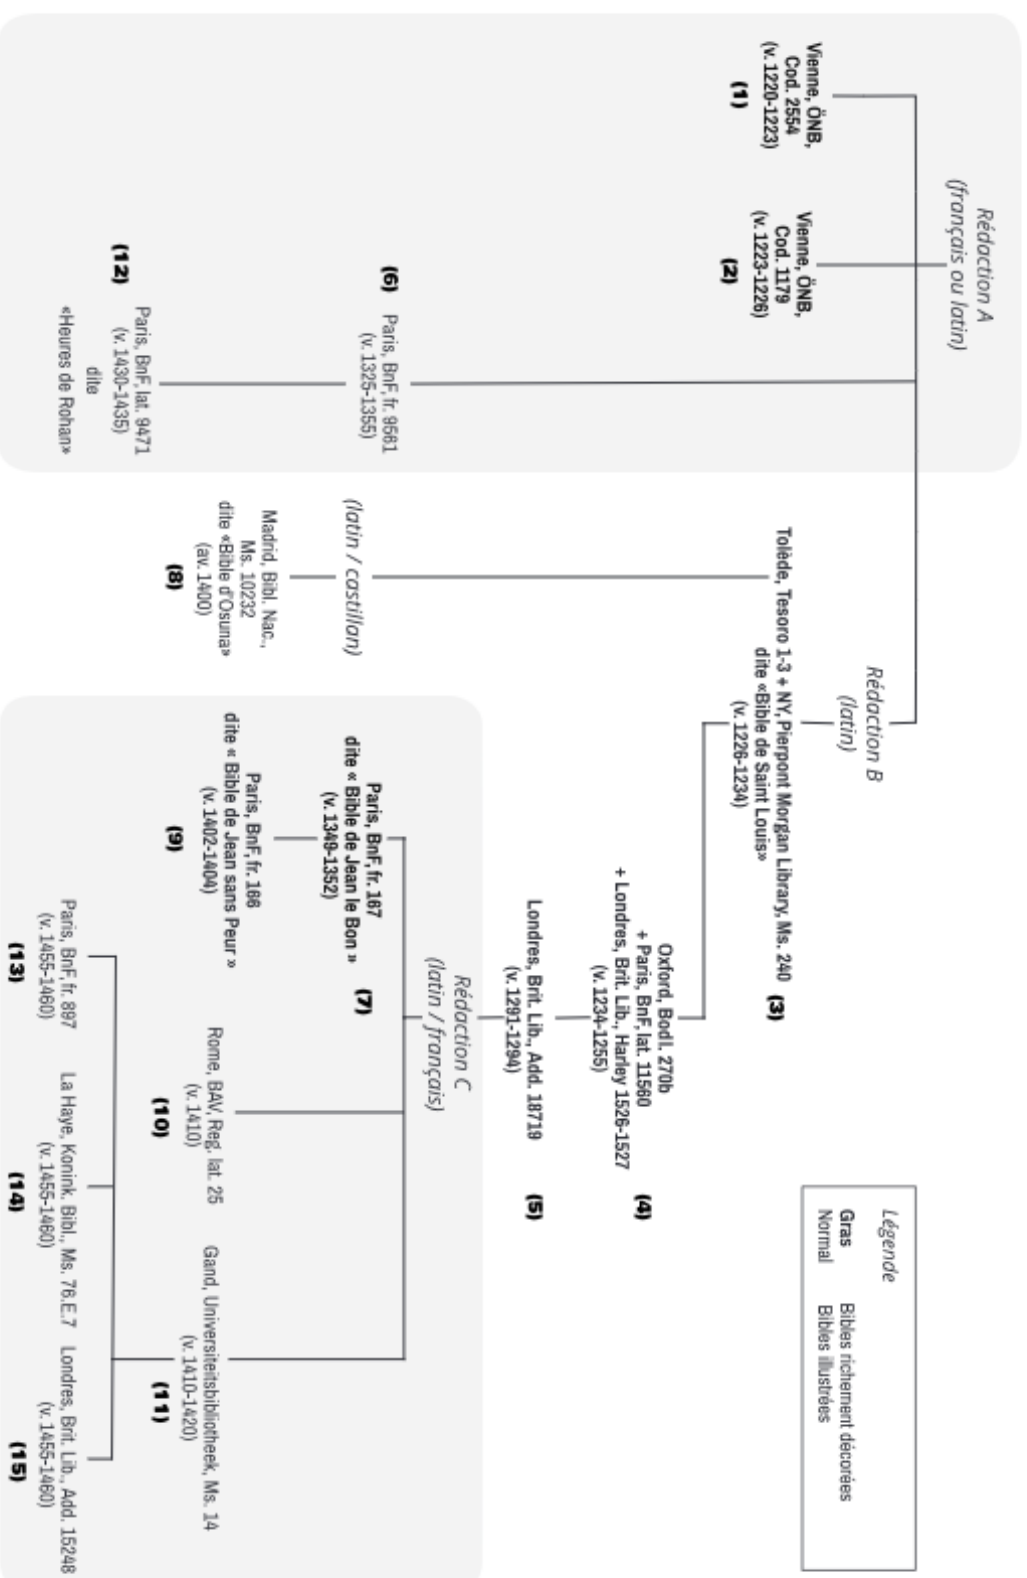 Rédaction A
(français ou latin)
Vienne, ÖNB,
Cod. 2554
(v. 1220-1223)
(1)
Vienne, ÖNB,
Cod. 1179
(v. 1223-1226)
(2)
(6)
Paris, BnF, fr. 9561
(v. 1325-1355)
(12)
Paris, BnF, lat. 9471
(v. 1430-1435)
dite
«Heures de Rohan»
Rédaction B
(latin)
Tolède, Tesoro 1-3 + NY, Pierpont Morgan Library, Ms. 240
dite «Bible de Saint Louis»
(v. 1226-1234)
(3)
(latin / castillan)
Madrid, Bibl. Nac.,
Ms. 10232
dite «Bible d'Osuna»
(av. 1400)
(8)
Oxford, Bodl. 270b
+ Paris, BnF, lat. 11560
+ Londres, Brit. Lib., Harley 1526-1527
(v. 1234-1255)
(4)
Londres, Brit. Lib., Add. 18719
(v. 1291-1294)
(5)
Rédaction C
(latin / français)
Paris, BnF, fr. 167
dite « Bible de Jean le Bon »
(v. 1349-1352)
(7)
Paris, BnF, fr. 166
dite « Bible de Jean sans Peur »
(v. 1402-1404)
(9)
Rome, BAV, Reg. lat. 25
(v. 1410)
(10)
Gand, Universiteitsbibliotheek, Ms. 14
(v. 1410-1420)
(11)
Paris, BnF, fr. 897
(v. 1455-1460)
(13)
La Haye, Konink. Bibl., Ms. 76.E.7
(v. 1455-1460)
(14)
Londres, Brit. Lib., Add. 15248
(v. 1455-1460)
(15)
Légende
Gras Bibles richement décorées
Normal Bibles illustrées